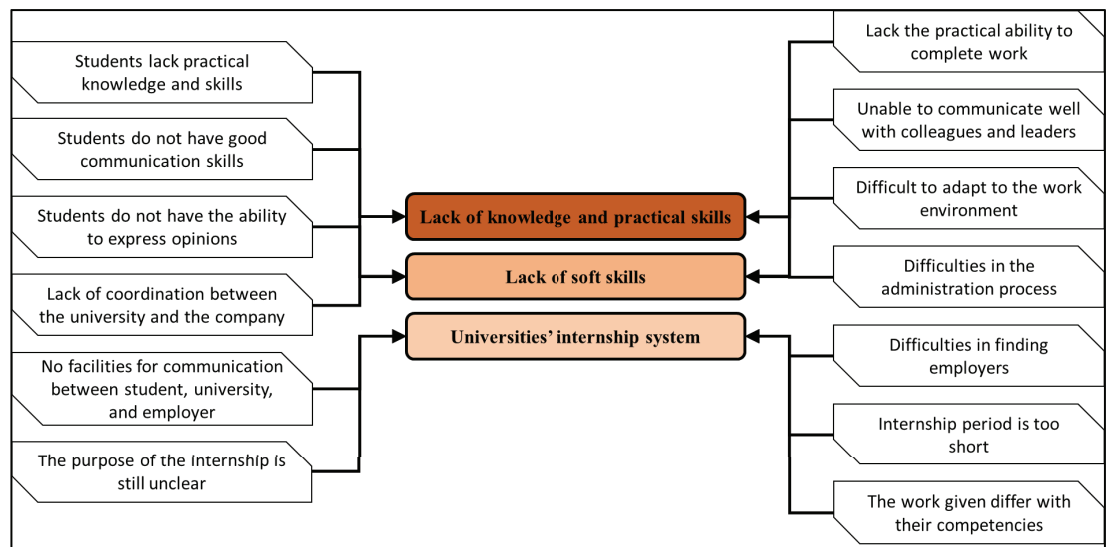 Students lack practical
knowledge and skills
Students do not have good
communication skills
Students do not have the ability
to express opinions
Lack of coordination between
the university and the company
No facilities for communication
between student, university,
and employer
The purpose of the internship is
still unclear
Lack of knowledge and practical skills
Lack of soft skills
Universities' internship system
Lack the practical ability to
complete work
Unable to communicate well
with colleagues and leaders
Difficult to adapt to the work
environment
Difficulties in the
administration process
Difficulties in finding
employers
Internship period is too
short
The work given differ with
their competencies